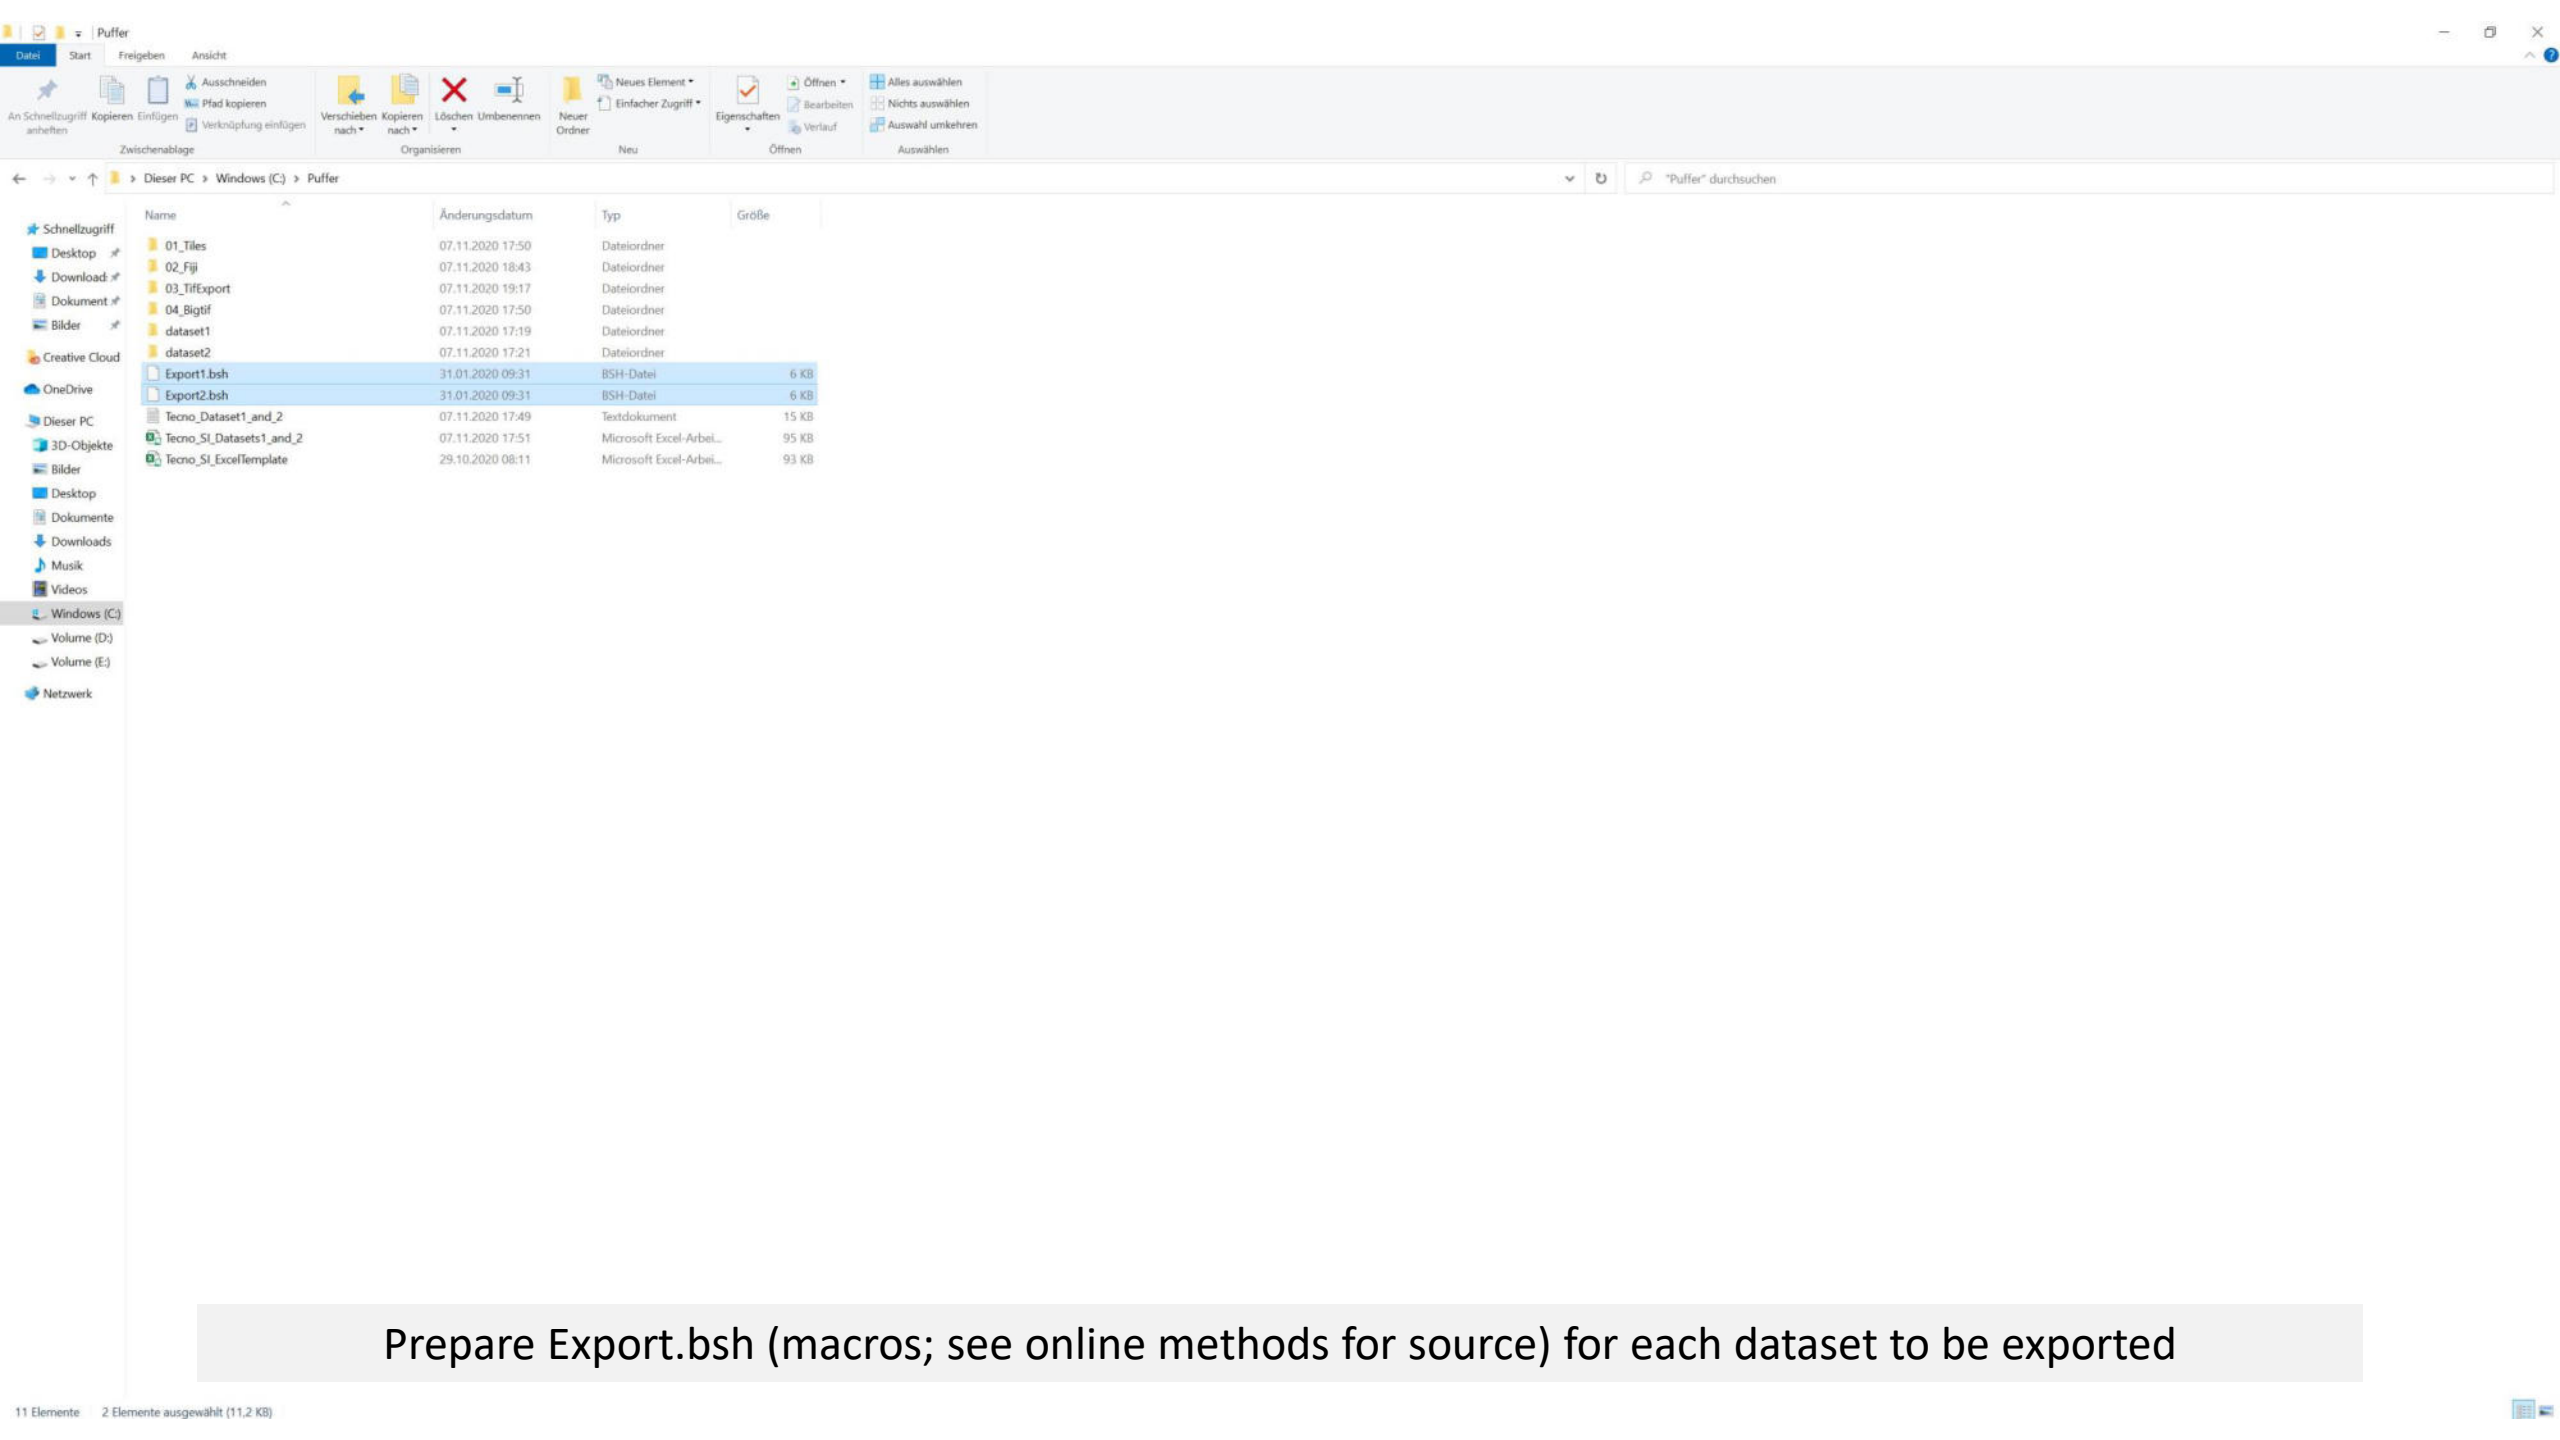 Puffer
Datei Start Freigeben Ansicht
An Schnellzugriff anheften
Kopieren
Einfügen
Ausschneiden
Pfad kopieren
Verknüpfung einfügen
Zwischenablage
Verschieben nach
Kopieren nach
Löschen
Umbenennen
Organisieren
Neuer Ordner
Neues Element
Einfacher Zugriff
Neu
Eigenschaften
Öffnen
Bearbeiten
Verlauf
Öffnen
Alles auswählen
Nichts auswählen
Auswahl umkehren
Auswählen
Dieser PC > Windows (C:) > Puffer
"Puffer" durchsuchen
Schnellzugriff
Desktop
Download
Dokument
Bilder
Creative Cloud
OneDrive
Dieser PC
3D-Objekte
Bilder
Desktop
Dokumente
Downloads
Musik
Videos
Windows (C:)
Volume (D:)
Volume (E:)
Netzwerk
Name Änderungsdatum Typ Größe
01_Tiles 07.11.2020 17:50 Dateiordner
02_Fiji 07.11.2020 18:43 Dateiordner
03_TifExport 07.11.2020 19:17 Dateiordner
04_Bigtif 07.11.2020 17:50 Dateiordner
dataset1 07.11.2020 17:19 Dateiordner
dataset2 07.11.2020 17:21 Dateiordner
Export1.bsh 31.01.2020 09:31 BSH-Datei 6 KB
Export2.bsh 31.01.2020 09:31 BSH-Datei 6 KB
Tecno_Dataset1_and_2 07.11.2020 17:49 Textdokument 15 KB
Tecno_SI_Datasets1_and_2 07.11.2020 17:51 Microsoft Excel-Arbei... 95 KB
Tecno_SI_ExcelTemplate 29.10.2020 08:11 Microsoft Excel-Arbei... 93 KB
Prepare Export.bsh (macros; see online methods for source) for each dataset to be exported
11 Elemente 2 Elemente ausgewählt (11,2 KB)